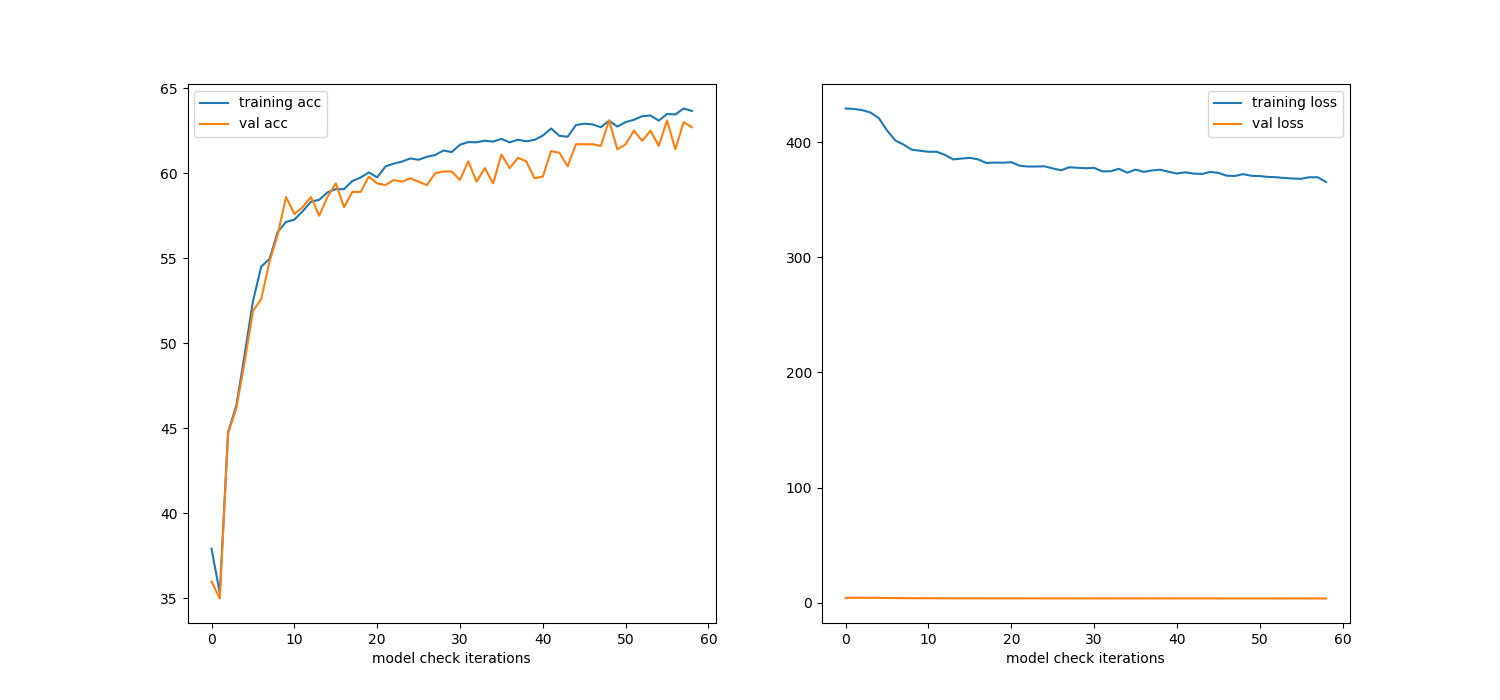 training acc
val acc
65
60
55
50
45
40
35
0 10 20 30 40 50 60
model check iterations
training loss
val loss
400
300
200
100
0
0 10 20 30 40 50 60
model check iterations